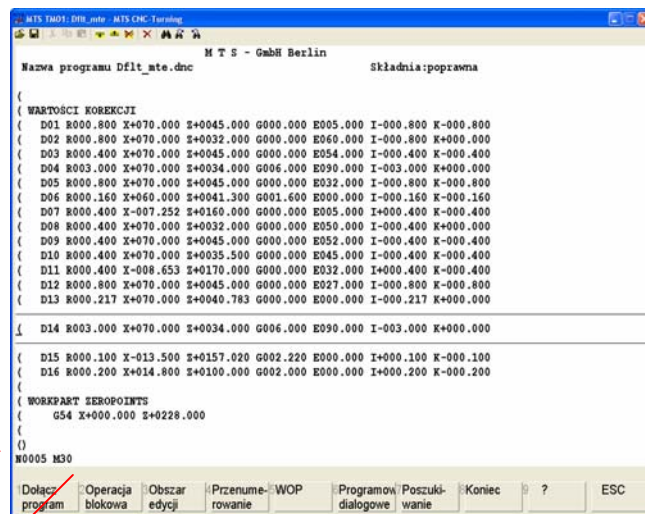 MTS TM01: Dflt_mte - MTS CNC-Turning
M T S - GmbH Berlin
Nazwa programu Dflt_mte.dnc Składnia:poprawna
(
( WARTOŚCI KOREKCJI
( D01 R000.800 X+070.000 Z+0045.000 G000.000 E005.000 I-000.800 K-000.800
( D02 R000.800 X+070.000 Z+0032.000 G000.000 E060.000 I-000.800 K+000.000
( D03 R000.400 X+070.000 Z+0045.000 G000.000 E054.000 I-000.400 K-000.400
( D04 R003.000 X+070.000 Z+0034.000 G006.000 E090.000 I-003.000 K+000.000
( D05 R000.800 X+070.000 Z+0045.000 G000.000 E032.000 I-000.800 K-000.800
( D06 R000.160 X+060.000 Z+0041.300 G001.600 E000.000 I-000.160 K-000.160
( D07 R000.400 X-007.252 Z+0160.000 G000.000 E005.000 I+000.400 K-000.400
( D08 R000.400 X+070.000 Z+0032.000 G000.000 E050.000 I-000.400 K+000.000
( D09 R000.400 X+070.000 Z+0045.000 G000.000 E052.000 I-000.400 K-000.400
( D10 R000.400 X+070.000 Z+0035.500 G000.000 E045.000 I-000.400 K-000.400
( D11 R000.400 X-008.653 Z+0170.000 G000.000 E032.000 I+000.400 K-000.400
( D12 R000.800 X+070.000 Z+0045.000 G000.000 E027.000 I-000.800 K-000.800
( D13 R000.217 X+070.000 Z+0040.783 G000.000 E000.000 I-000.217 K+000.000
( D14 R003.000 X+070.000 Z+0034.000 G006.000 E090.000 I-003.000 K+000.000
( D15 R000.100 X-013.500 Z+0157.020 G002.220 E000.000 I+000.100 K-000.100
( D16 R000.200 X+014.800 Z+0100.000 G002.000 E000.000 I+000.200 K-000.200
(
( WORKPART ZEROPOINTS
( G54 X+000.000 Z+0228.000
(
()
N0005 M30
1 Dołącz program 2 Operacja blokowa 3 Obszar edycji 4 Przenume-rowanie 5 WOP 6 Programow dialogowe 7 Poszuki-wanie 8 Koniec 9 ? ESC